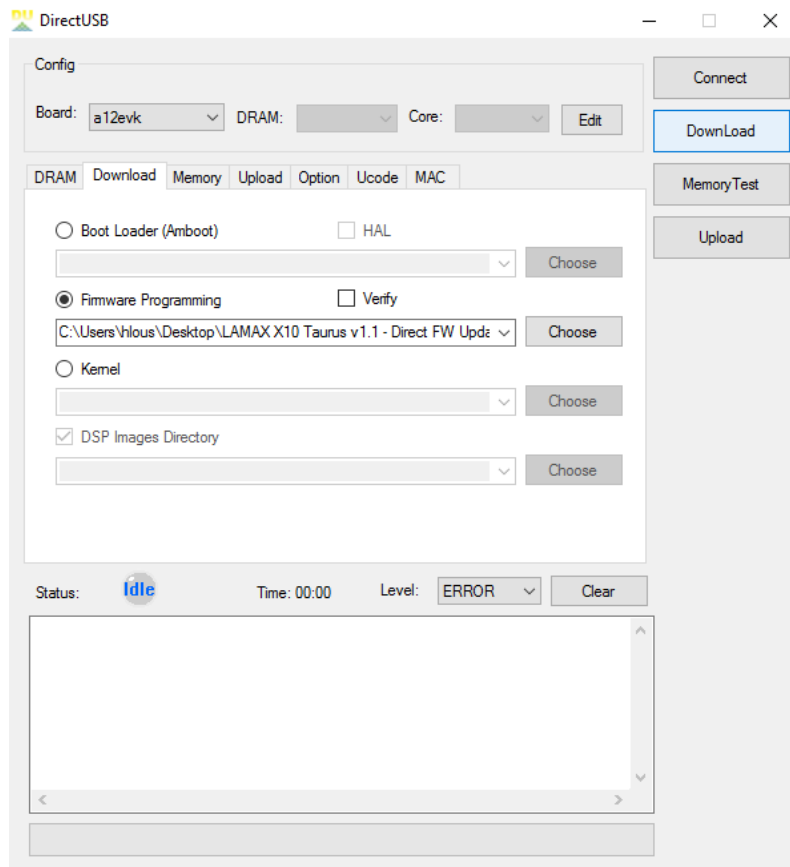 DirectUSB
Config
Board: a12evk DRAM: Core: Edit
Connect
DownLoad
MemoryTest
Upload
DRAM Download Memory Upload Option Ucode MAC
Boot Loader (Amboot) HAL
Choose
Firmware Programming Verify
C:\Users\hlous\Desktop\LAMAX X10 Taurus v1.1 - Direct FW Upda Choose
Kernel
Choose
DSP Images Directory
Choose
Status: Idle Time: 00:00 Level: ERROR Clear